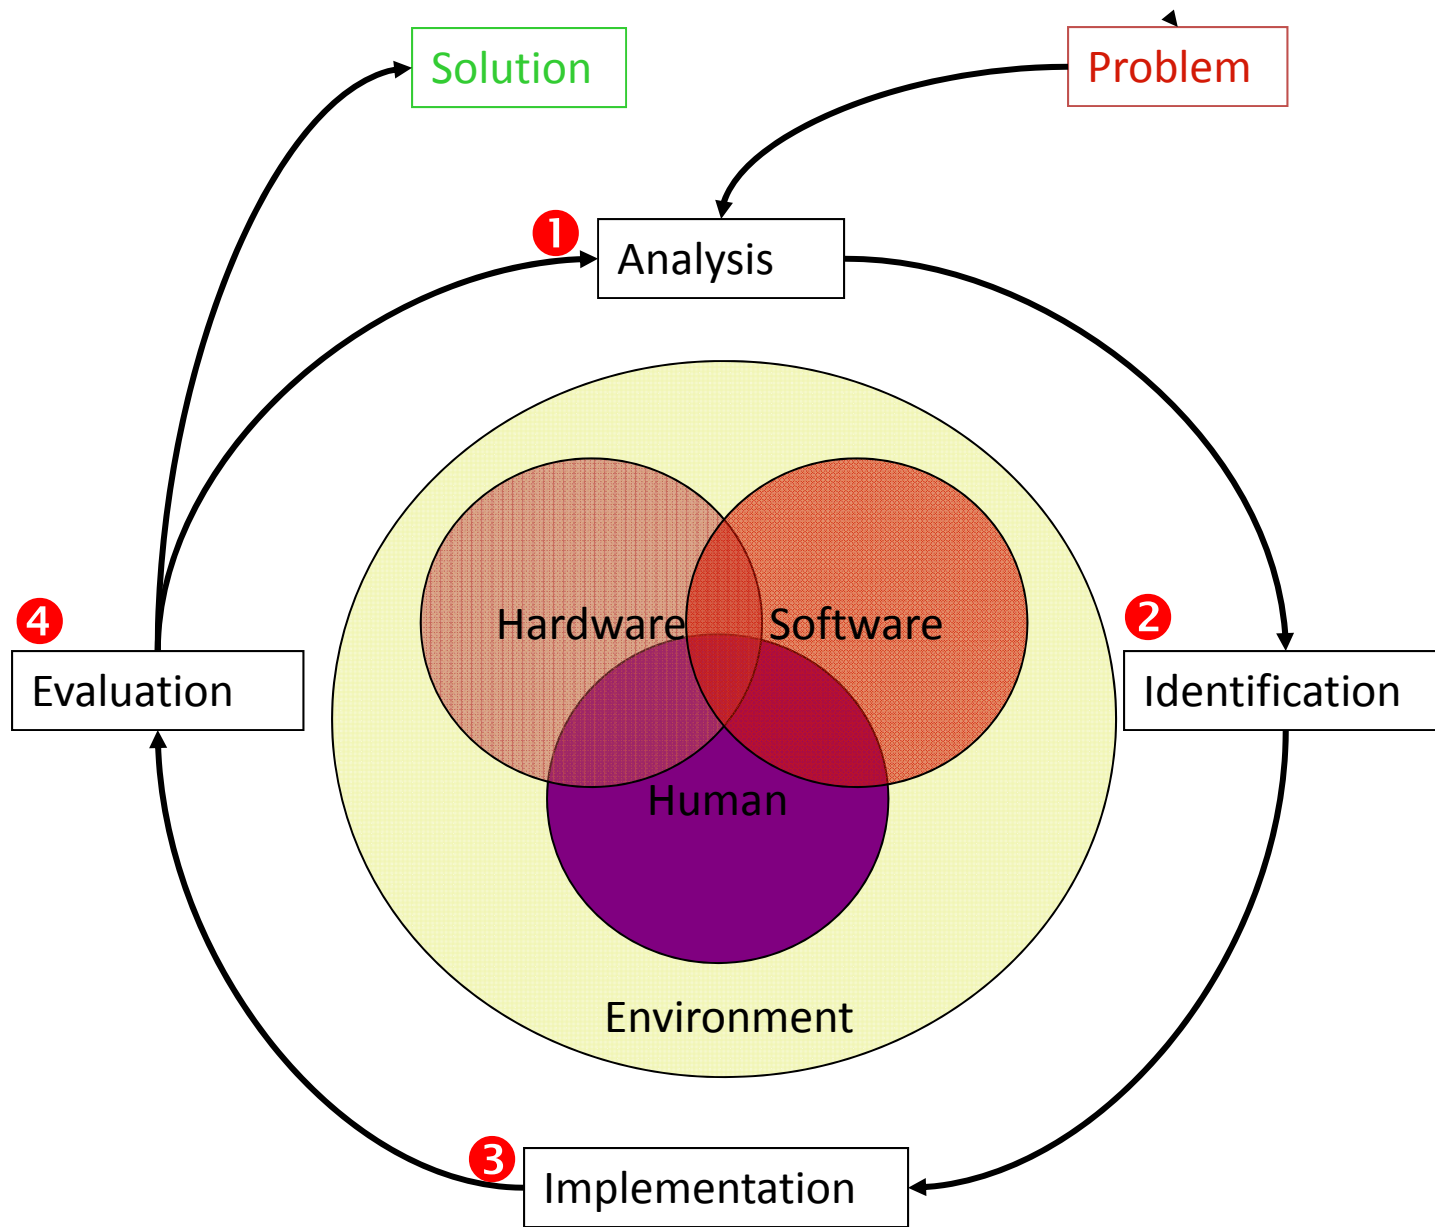 Solution
Problem
1
Analysis
Hardware
Software
2
Identification
4
Evaluation
Human
Environment
3
Implementation